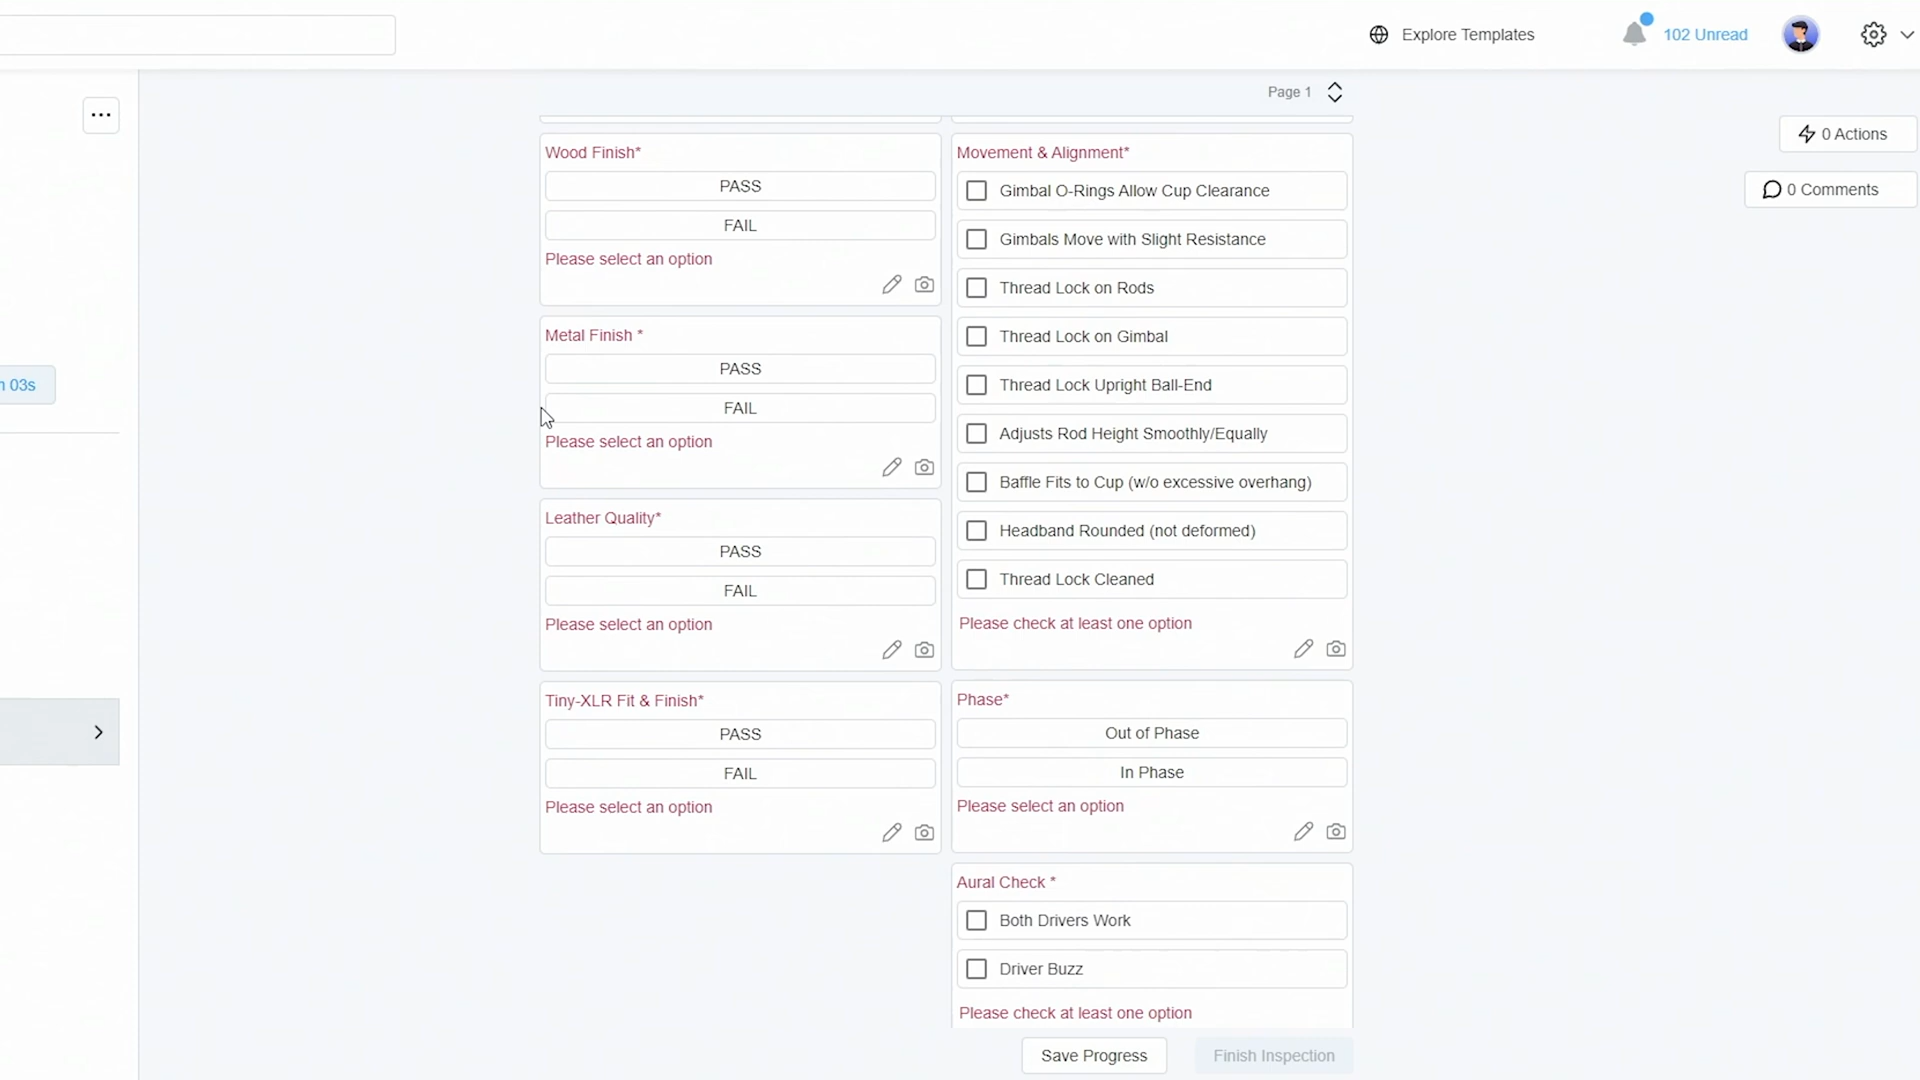 Explore Templates
102 Unread
Page 1
0 Actions
0 Comments
03s
Wood Finish*
PASS
FAIL
Please select an option
Metal Finish *
PASS
FAIL
Please select an option
Leather Quality*
PASS
FAIL
Please select an option
Tiny-XLR Fit & Finish*
PASS
FAIL
Please select an option
Movement & Alignment*
Gimbal O-Rings Allow Cup Clearance
Gimbals Move with Slight Resistance
Thread Lock on Rods
Thread Lock on Gimbal
Thread Lock Upright Ball-End
Adjusts Rod Height Smoothly/Equally
Baffle Fits to Cup (w/o excessive overhang)
Headband Rounded (not deformed)
Thread Lock Cleaned
Please check at least one option
Phase*
Out of Phase
In Phase
Please select an option
Aural Check *
Both Drivers Work
Driver Buzz
Please check at least one option
Save Progress
Finish Inspection